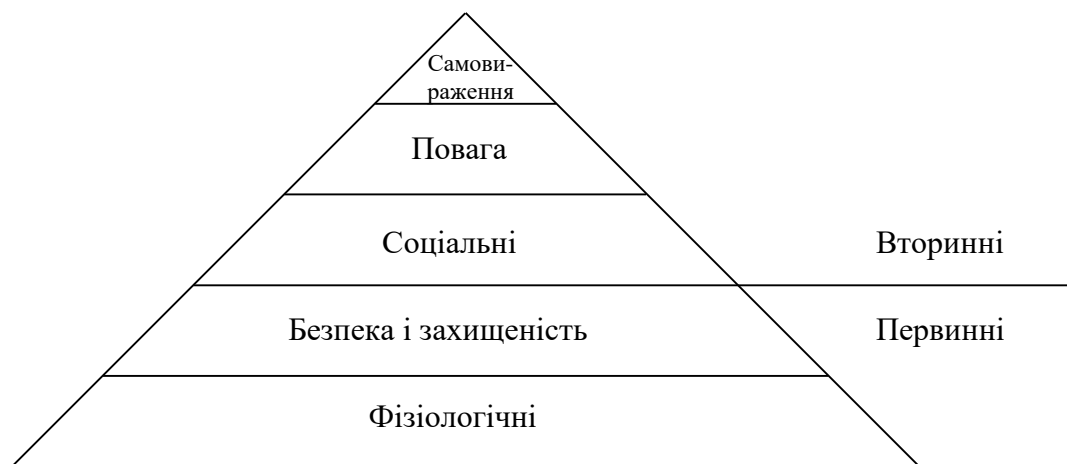 Самови-
раження
Повага
Соціальні
Вторинні
Безпека і захищеність
Первинні
Фізіологічні